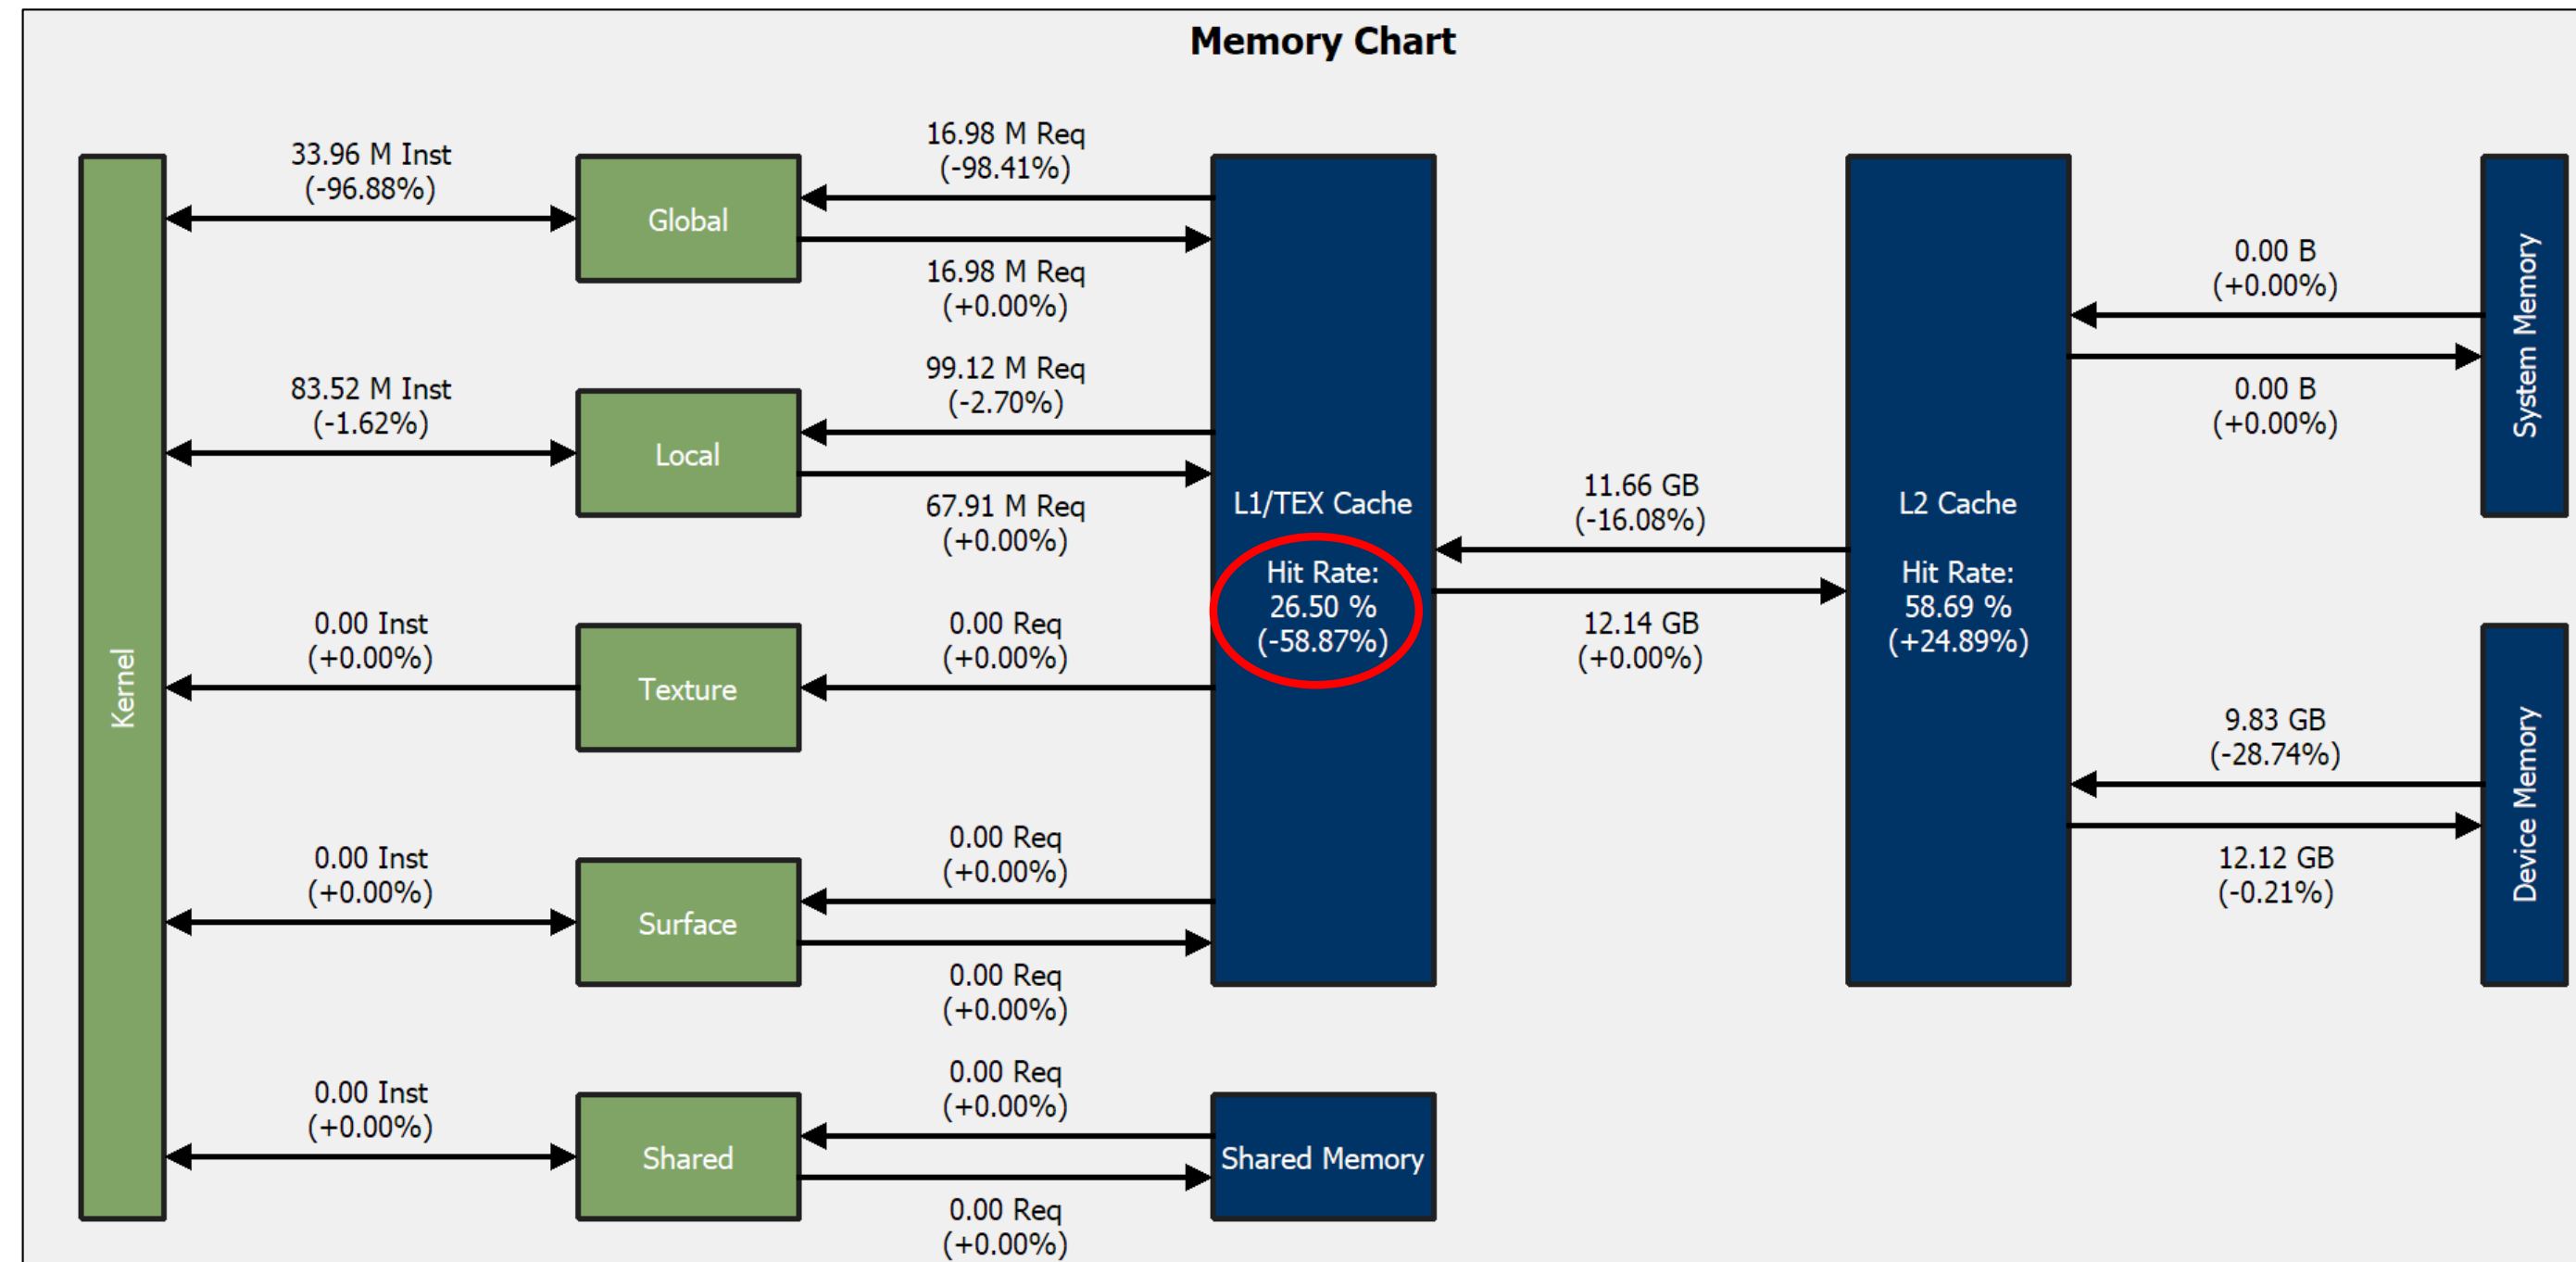 Memory Chart
Kernel
33.96 M Inst
(-96.88%)
Global
16.98 M Req
(-98.41%)
16.98 M Req
(+0.00%)
83.52 M Inst
(-1.62%)
Local
99.12 M Req
(-2.70%)
67.91 M Req
(+0.00%)
0.00 Inst
(+0.00%)
Texture
0.00 Req
(+0.00%)
0.00 Inst
(+0.00%)
Surface
0.00 Req
(+0.00%)
0.00 Req
(+0.00%)
0.00 Inst
(+0.00%)
Shared
0.00 Req
(+0.00%)
0.00 Req
(+0.00%)
L1/TEX Cache
Hit Rate:
26.50 %
(-58.87%)
Shared Memory
11.66 GB
(-16.08%)
12.14 GB
(+0.00%)
L2 Cache
Hit Rate:
58.69 %
(+24.89%)
0.00 B
(+0.00%)
0.00 B
(+0.00%)
System Memory
9.83 GB
(-28.74%)
12.12 GB
(-0.21%)
Device Memory